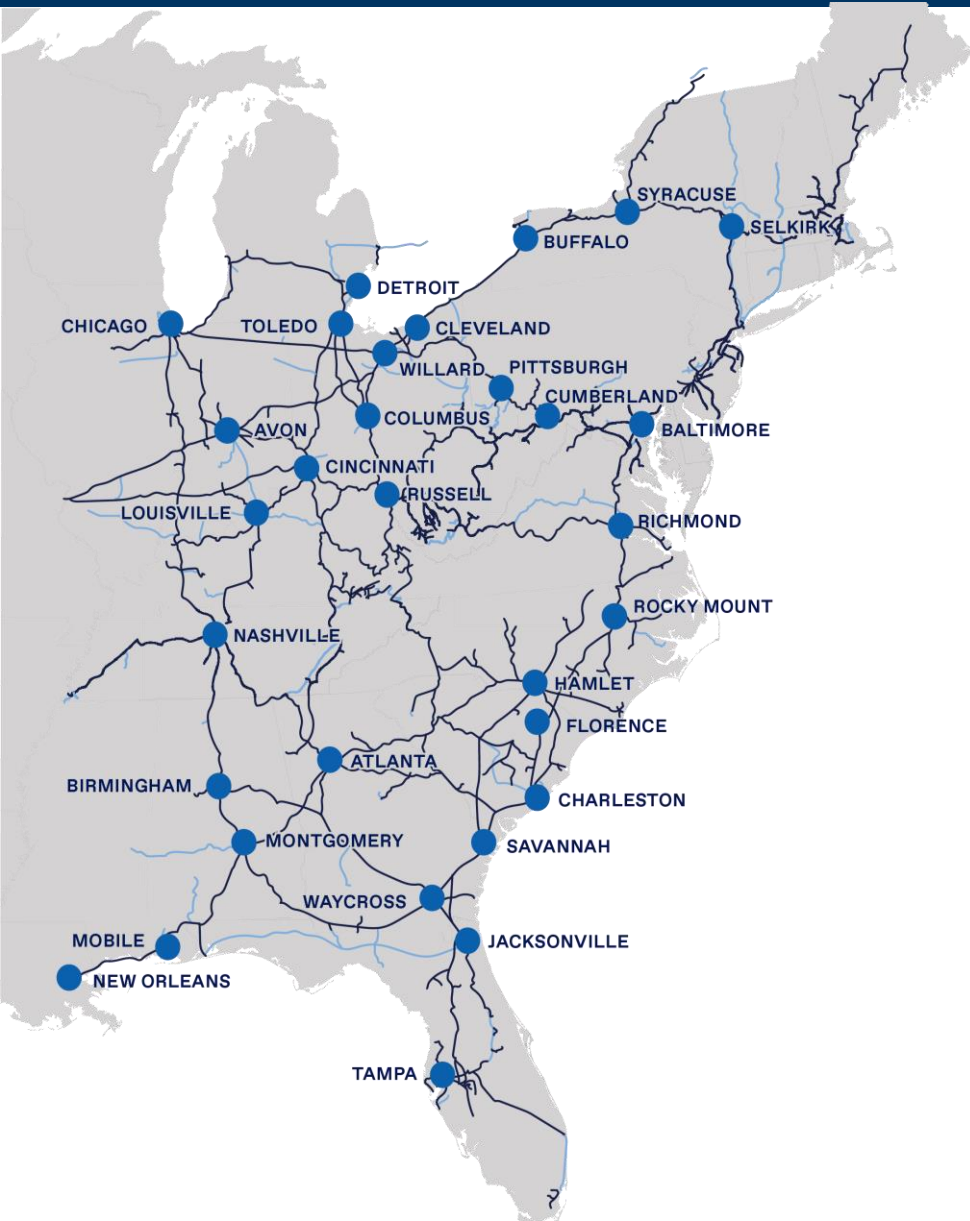 SYRACUSE
SELKIRK
BUFFALO
DETROIT
CHICAGO
TOLEDO
CLEVELAND
WILLARD
PITTSBURGH
CUMBERLAND
COLUMBUS
AVON
BALTIMORE
CINCINNATI
RUSSELL
LOUISVILLE
RICHMOND
ROCKY MOUNT
NASHVILLE
HAMLET
FLORENCE
ATLANTA
BIRMINGHAM
CHARLESTON
MONTGOMERY
SAVANNAH
WAYCROSS
MOBILE
JACKSONVILLE
NEW ORLEANS
TAMPA